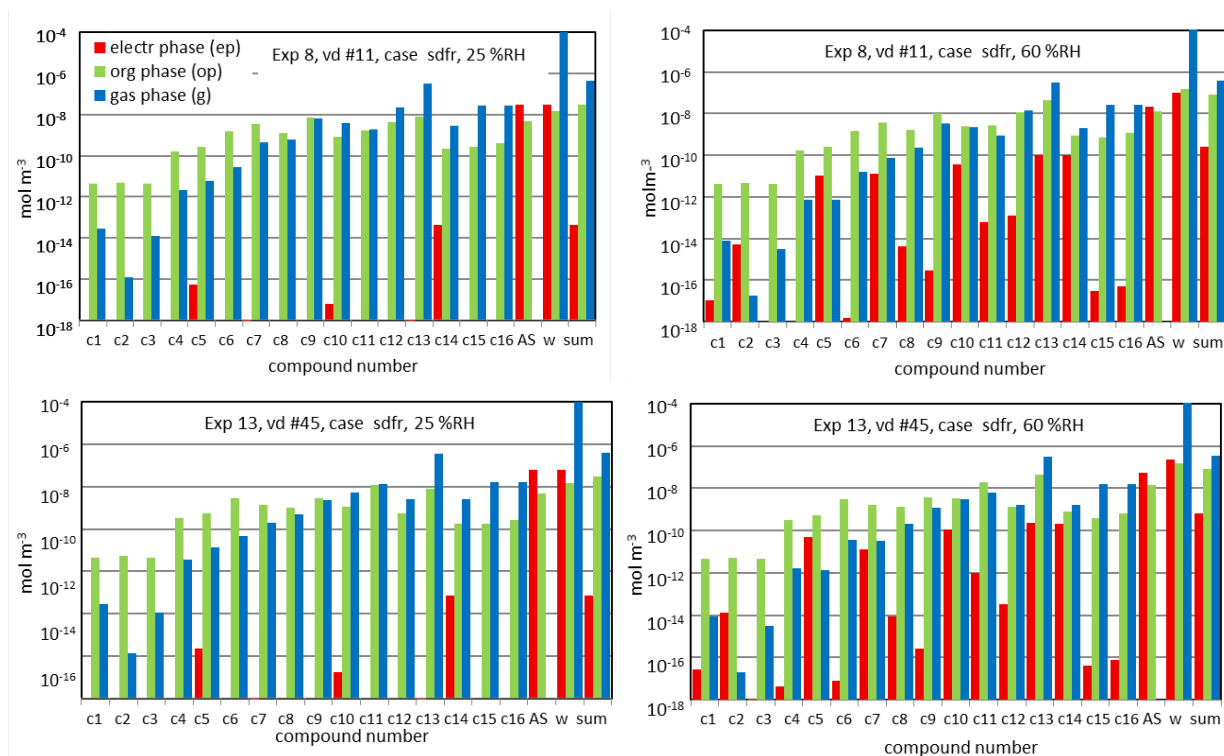 10⁻⁴
10⁻⁶
10⁻⁸
10⁻¹⁰
10⁻¹²
10⁻¹⁴
10⁻¹⁶
10⁻¹⁸
mol m⁻³
electr phase (ep)
org phase (op)
gas phase (g)
Exp 8, vd #11, case sdfr, 25 %RH
c1 c2 c3 c4 c5 c6 c7 c8 c9 c10 c11 c12 c13 c14 c15 c16 AS w sum
compound number
10⁻⁴
10⁻⁶
10⁻⁸
10⁻¹⁰
10⁻¹²
10⁻¹⁴
10⁻¹⁶
10⁻¹⁸
molm⁻³
Exp 8, vd #11, case sdfr, 60 %RH
c1 c2 c3 c4 c5 c6 c7 c8 c9 c10 c11 c12 c13 c14 c15 c16 AS w sum
compound number
10⁻⁴
10⁻⁶
10⁻⁸
10⁻¹⁰
10⁻¹²
10⁻¹⁴
10⁻¹⁶
mol m⁻³
Exp 13, vd #45, case sdfr, 25 %RH
c1 c2 c3 c4 c5 c6 c7 c8 c9 c10 c11 c12 c13 c14 c15 c16 AS w sum
compound number
10⁻⁴
10⁻⁶
10⁻⁸
10⁻¹⁰
10⁻¹²
10⁻¹⁴
10⁻¹⁶
10⁻¹⁸
mol m⁻³
Exp 13, vd #45, case sdfr, 60 %RH
c1 c2 c3 c4 c5 c6 c7 c8 c9 c10 c11 c12 c13 c14 c15 c16 AS w sum
compound number